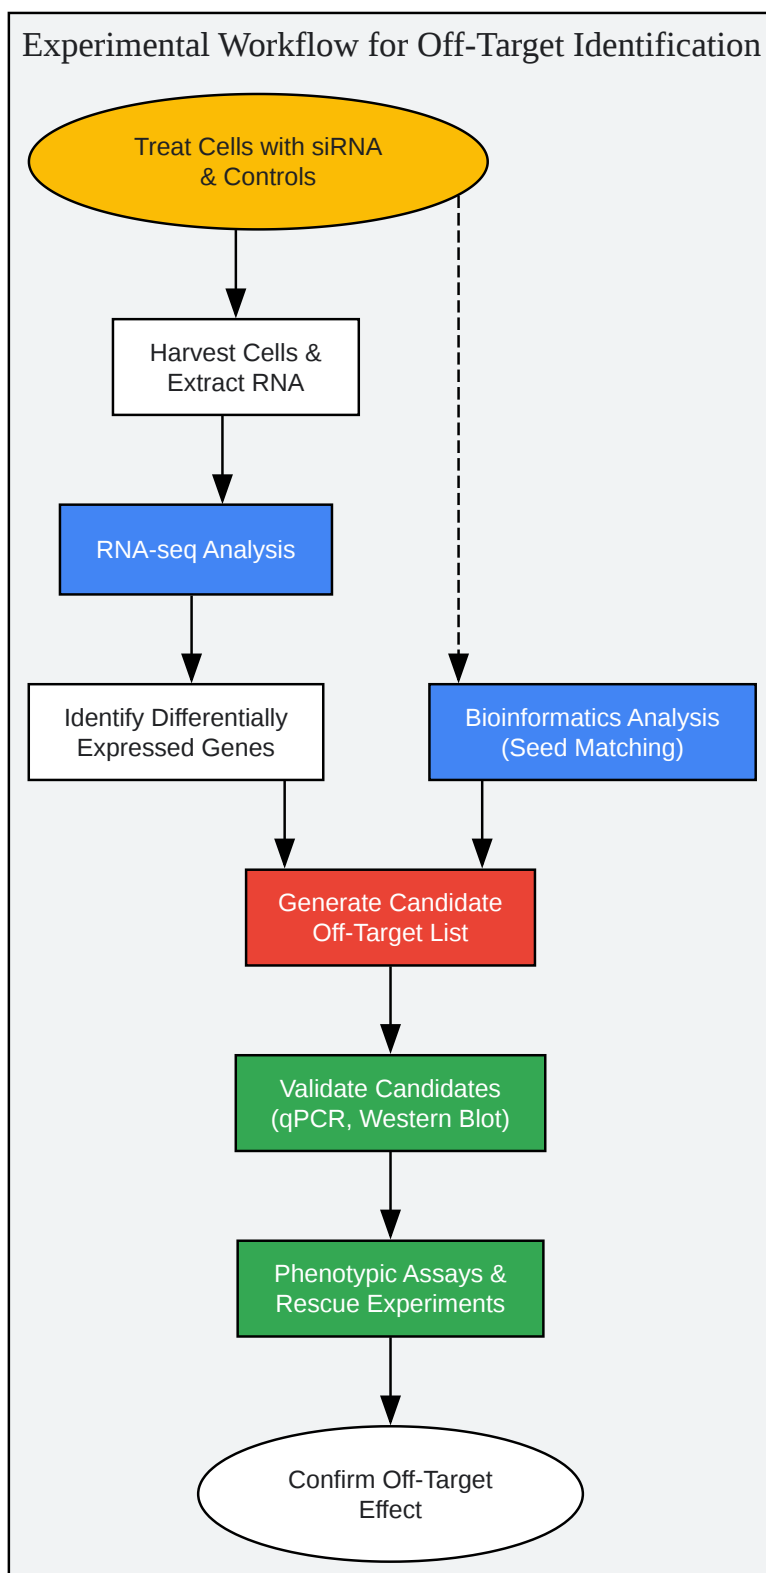 Experimental Workflow for Off-Target Identification
Treat Cells with siRNA
& Controls
Harvest Cells &
Extract RNA
RNA-seq Analysis
Identify Differentially
Expressed Genes
Bioinformatics Analysis
(Seed Matching)
Generate Candidate
Off-Target List
Validate Candidates
(qPCR, Western Blot)
Phenotypic Assays &
Rescue Experiments
Confirm Off-Target
Effect